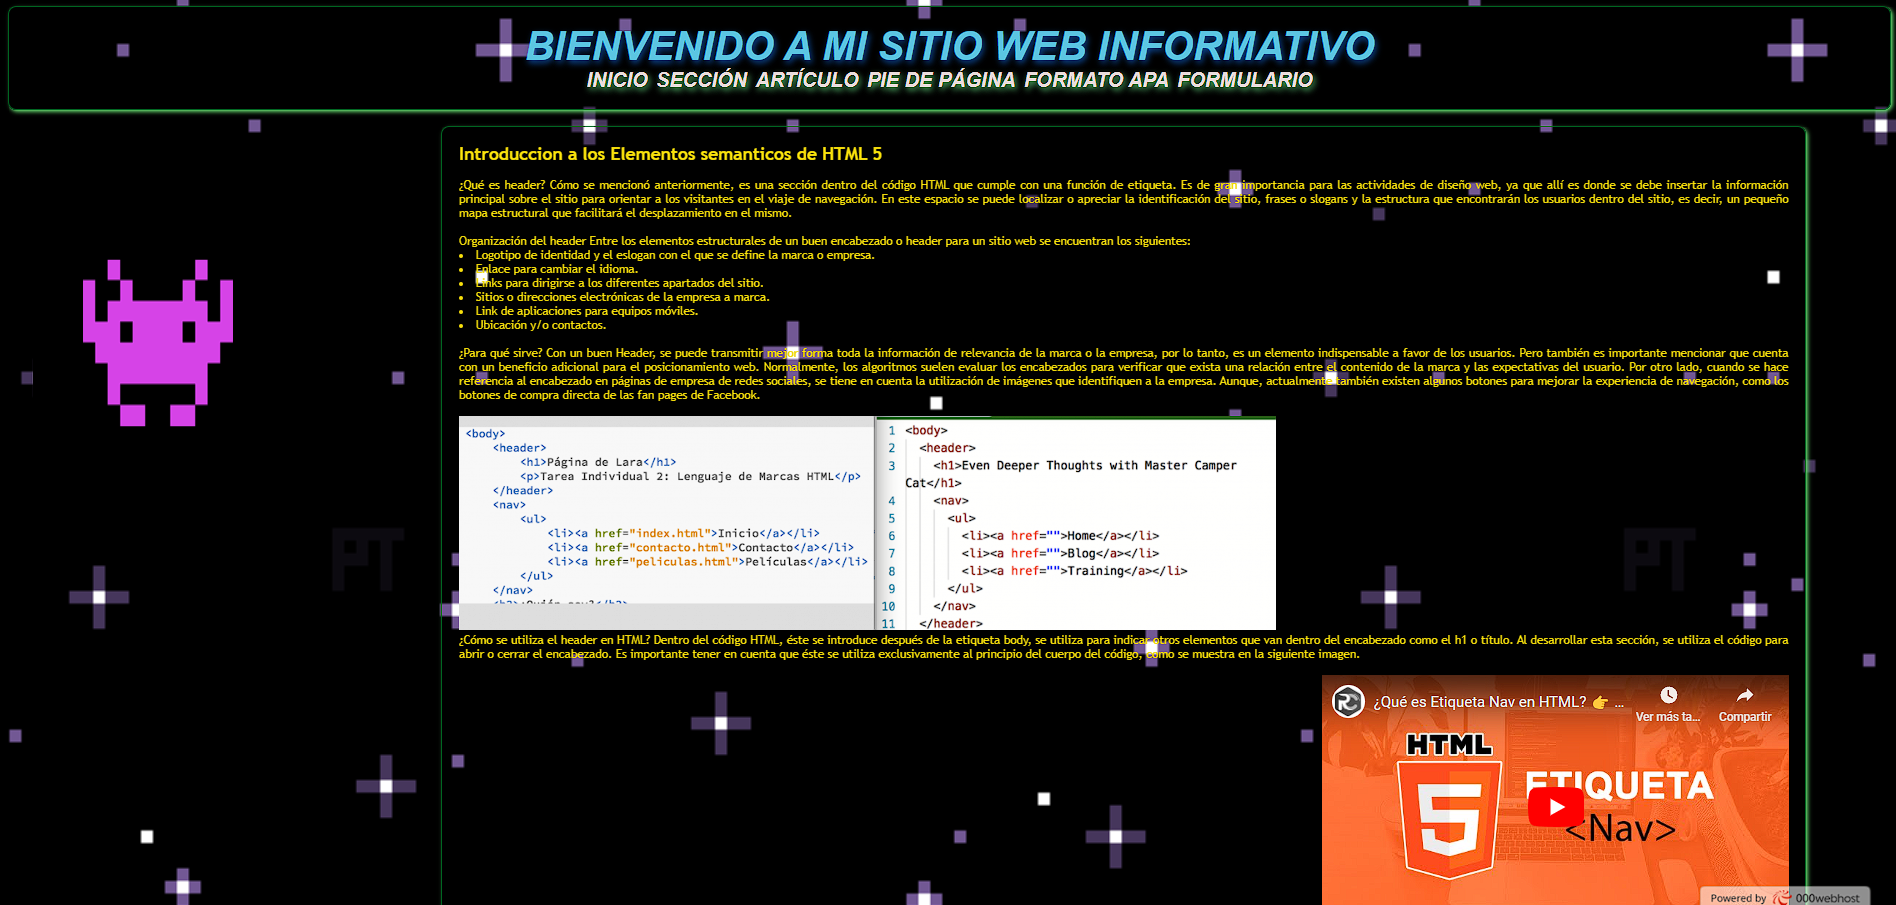 BIENVENIDO A MI SITIO WEB INFORMATIVO
INICIO SECCIÓN ARTÍCULO PIE DE PÁGINA FORMATO APA FORMULARIO
Introduccion a los Elementos semanticos de HTML 5
¿Qué es header? Cómo se mencionó anteriormente, es una sección dentro del código HTML que cumple con una función de etiqueta. Es de gran importancia para las actividades de diseño web, ya que allí es donde se debe insertar la información
principal sobre el sitio para orientar a los visitantes en el viaje de navegación. En este espacio se puede localizar o apreciar la identificación del sitio, frases o slogans y la estructura que encontrarán los usuarios dentro del sitio, es decir, un pequeño
mapa estructural que facilitará el desplazamiento en el mismo.
Organización del header Entre los elementos estructurales de un buen encabezado o header para un sitio web se encuentran los siguientes:
• Logotipo de identidad y el eslogan con el que se define la marca o empresa.
• Enlace para cambiar el idioma.
• Links para dirigirse a los diferentes apartados del sitio.
• Sitios o direcciones electrónicas de la empresa a marca.
• Link de aplicaciones para equipos móviles.
• Ubicación y/o contactos.
¿Para qué sirve? Con un buen Header, se puede transmitir mejor forma toda la información de relevancia de la marca o la empresa, por lo tanto, es un elemento indispensable a favor de los usuarios. Pero también es importante mencionar que cuenta
con un beneficio adicional para el posicionamiento web. Normalmente, los algoritmos suelen evaluar los encabezados para verificar que exista una relación entre el contenido de la marca y las expectativas del usuario. Por otro lado, cuando se hace
referencia al encabezado en páginas de empresa de redes sociales, se tiene en cuenta la utilización de imágenes que identifiquen a la empresa. Aunque, actualmente también existen algunos botones para mejorar la experiencia de navegación, como los
botones de compra directa de las fan pages de Facebook.
<body>
<header>
<h1>Página de Lara</h1>
<p>Tarea Individual 2: Lenguaje de Marcas HTML</p>
</header>
<nav>
<ul>
<li><a href="index.html">Inicio</a></li>
<li><a href="contacto.html">Contacto</a></li>
<li><a href="peliculas.html">Películas</a></li>
</ul>
</nav>
1 <body>
2 <header>
3 <h1>Even Deeper Thoughts with Master Camper
Cat</h1>
4 <nav>
5 <ul>
6 <li><a href="">Home</a></li>
7 <li><a href="">Blog</a></li>
8 <li><a href="">Training</a></li>
9 </ul>
10 </nav>
11 </header>
¿Cómo se utiliza el header en HTML? Dentro del código HTML, éste se introduce después de la etiqueta body, se utiliza para indicar otros elementos que van dentro del encabezado como el h1 o título. Al desarrollar esta sección, se utiliza el código para
abrir o cerrar el encabezado. Es importante tener en cuenta que éste se utiliza exclusivamente al principio del cuerpo del código, como se muestra en la siguiente imagen.
¿Qué es Etiqueta Nav en HTML? 👉 ...
Ver más ta... Compartir
HTML
5
ETIQUETA
<Nav>
PT
PT
Powered by 000webhost